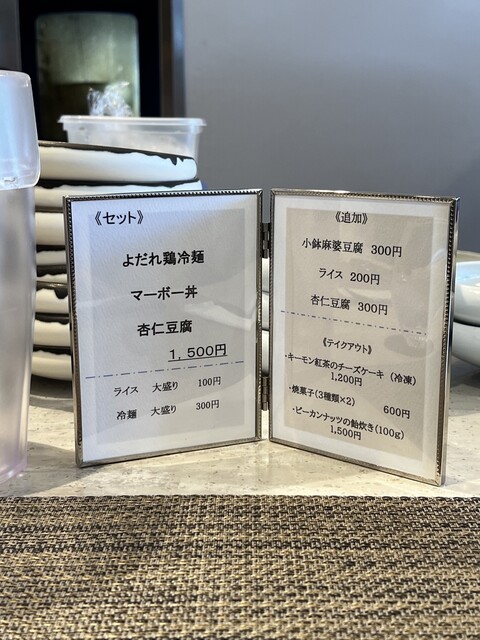 《セット》
よだれ鶏冷麺
マーボー丼
杏仁豆腐
1,500円
ライス 大盛り 100円
冷麺 大盛り 300円
《追加》
小鉢麻婆豆腐 300円
ライス 200円
杏仁豆腐 300円
《テイクアウト》
・キーモン紅茶のチーズケーキ（冷凍）
1,200円
・焼菓子(3種類×2) 600円
・ピーカンナッツの飴炊き(100g)
1,500円